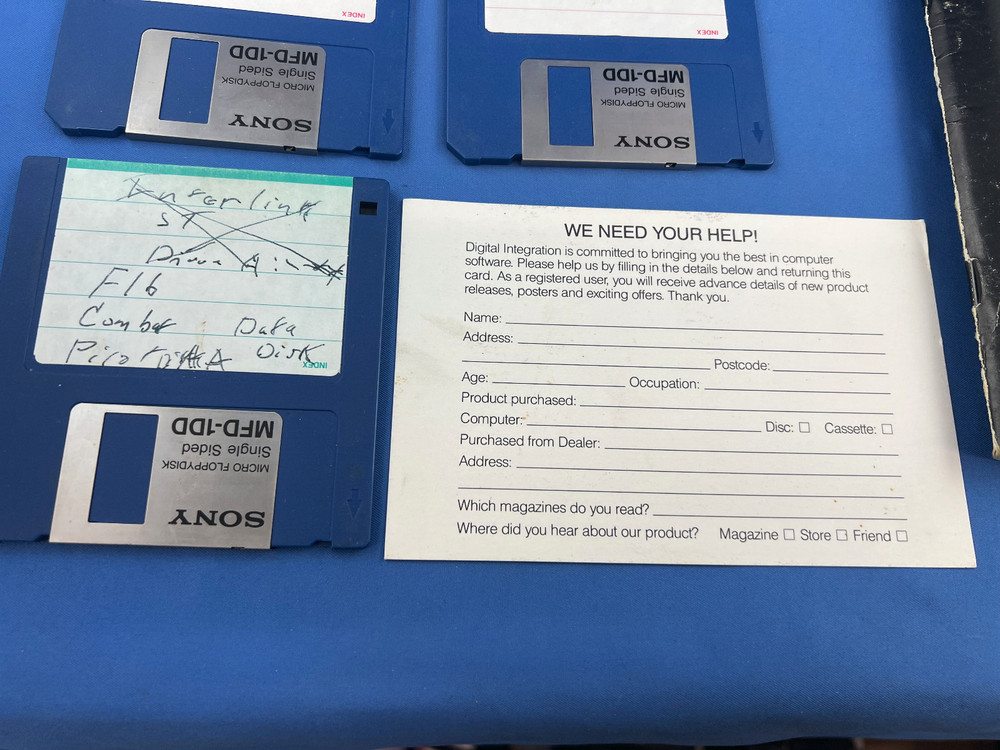 INDEX
MFD-1DD
Single Sided
MICRO FLOPPYDISK
SONY
INDEX
MFD-1DD
Single Sided
MICRO FLOPPYDISK
SONY
ST
Drive A:
F16
Combat Data
Disk
INDEX
MFD-1DD
Single Sided
MICRO FLOPPYDISK
SONY
WE NEED YOUR HELP!
Digital Integration is committed to bringing you the best in computer
software. Please help us by filling in the details below and returning this
card. As a registered user, you will receive advance details of new product
releases, posters and exciting offers. Thank you.
Name:
Address:
Postcode:
Age: Occupation:
Product purchased:
Computer: Disc: Cassette:
Purchased from Dealer:
Address:
Which magazines do you read?
Where did you hear about our product? Magazine Store Friend